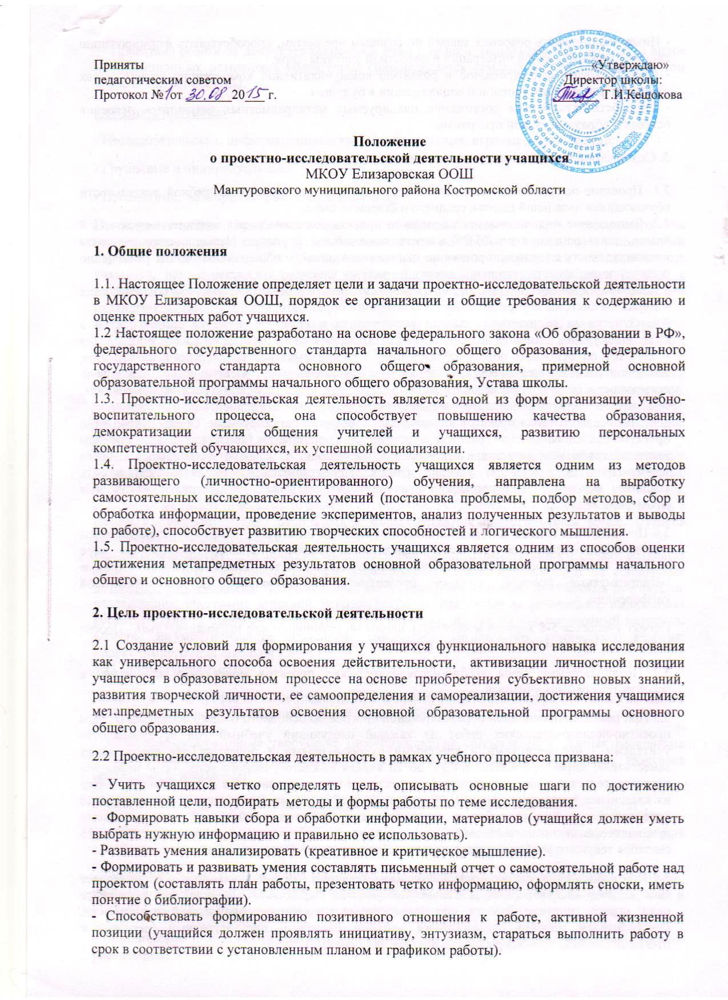 Приняты
педагогическим советом
Протокол №1 от 30.08 2015 г.
«Утверждаю»
Директор школы:
Г.И.Кешокова
Положение
о проектно-исследовательской деятельности учащихся
МКОУ Елизаровская ООШ
Мантуровского муниципального района Костромской области
1. Общие положения
1.1. Настоящее Положение определяет цели и задачи проектно-исследовательской деятельности
в МКОУ Елизаровская ООШ, порядок ее организации и общие требования к содержанию и
оценке проектных работ учащихся.
1.2 Настоящее положение разработано на основе федерального закона «Об образовании в РФ»,
федерального государственного стандарта начального общего образования, федерального
государственного стандарта основного общего образования, примерной основной
образовательной программы начального общего образования, Устава школы.
1.3. Проектно-исследовательская деятельность является одной из форм организации учебно-
воспитательного процесса, она способствует повышению качества образования,
демократизации стиля общения учителей и учащихся, развитию персональных
компетентностей обучающихся, их успешной социализации.
1.4. Проектно-исследовательская деятельность учащихся является одним из методов
развивающего (личностно-ориентированного) обучения, направлена на выработку
самостоятельных исследовательских умений (постановка проблемы, подбор методов, сбор и
обработка информации, проведение экспериментов, анализ полученных результатов и выводы
по работе), способствует развитию творческих способностей и логического мышления.
1.5. Проектно-исследовательская деятельность учащихся является одним из способов оценки
достижения метапредметных результатов основной образовательной программы начального
общего и основного общего образования.
2. Цель проектно-исследовательской деятельности
2.1 Создание условий для формирования у учащихся функционального навыка исследования
как универсального способа освоения действительности, активизации личностной позиции
учащегося в образовательном процессе на основе приобретения субъективно новых знаний,
развития творческой личности, ее самоопределения и самореализации, достижения учащимися
метапредметных результатов освоения основной образовательной программы основного
общего образования.
2.2 Проектно-исследовательская деятельность в рамках учебного процесса призвана:
- Учить учащихся четко определять цель, описывать основные шаги по достижению
поставленной цели, подбирать методы и формы работы по теме исследования.
- Формировать навыки сбора и обработки информации, материалов (учащийся должен уметь
выбрать нужную информацию и правильно ее использовать).
- Развивать умения анализировать (креативное и критическое мышление).
- Формировать и развивать умения составлять письменный отчет о самостоятельной работе над
проектом (составлять план работы, презентовать четко информацию, оформлять сноски, иметь
понятие о библиографии).
- Способствовать формированию позитивного отношения к работе, активной жизненной
позиции (учащийся должен проявлять инициативу, энтузиазм, стараться выполнить работу в
срок в соответствии с установленным планом и графиком работы).